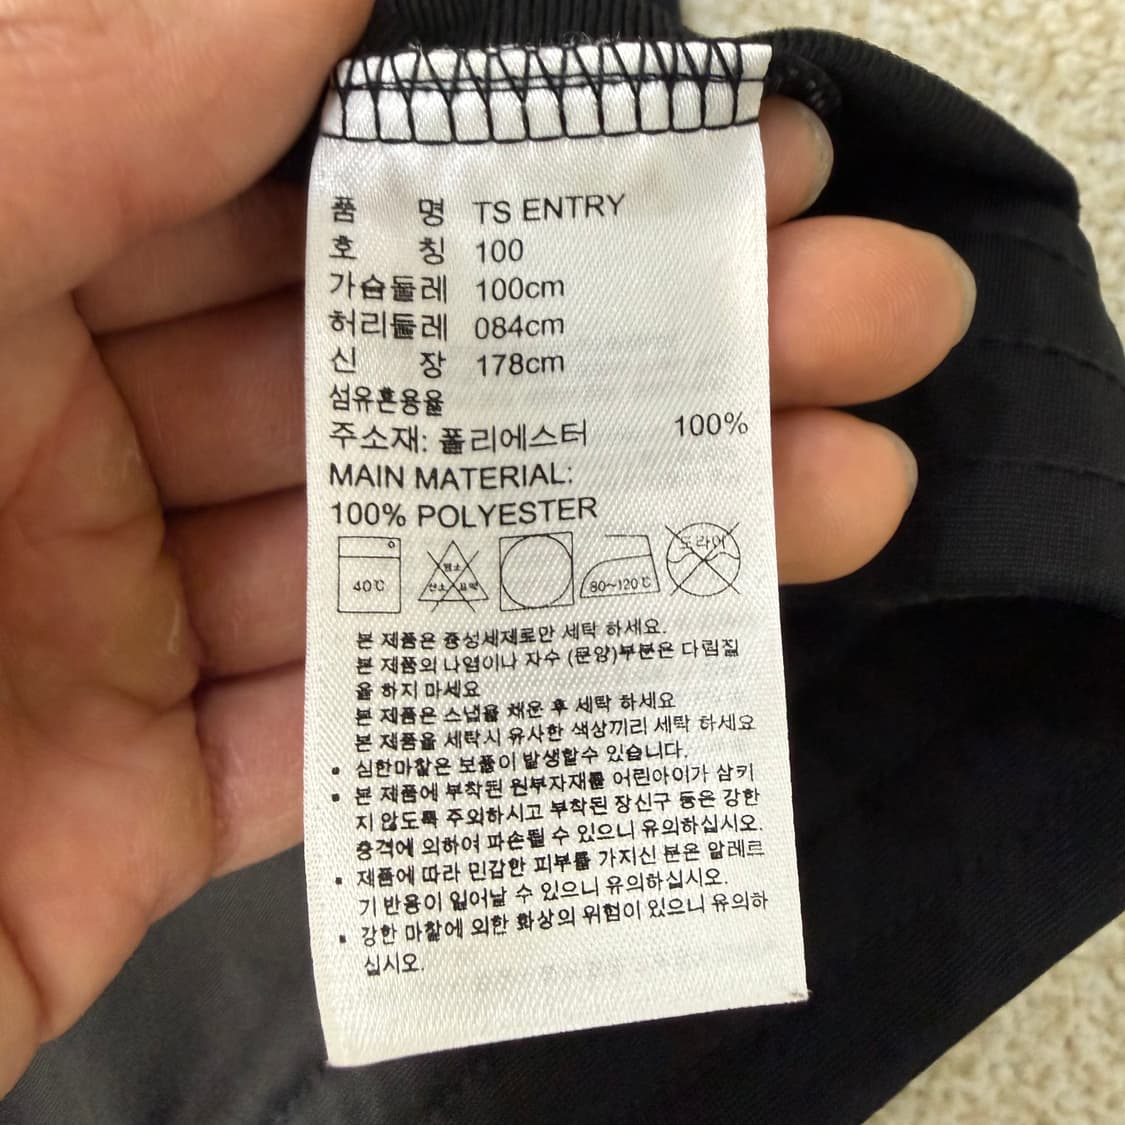 품 명 TS ENTRY
호 칭 100
가슴둘레 100cm
허리둘레 084cm
신 장 178cm
섬유혼용율
주소재: 폴리에스터 100%
MAIN MATERIAL:
100% POLYESTER
40℃ 염소 산소 표백 80~120℃ 드라이
본 제품은 중성세제로만 세탁 하세요.
본 제품의 나염이나 자수 (문양)부분은 다림질
을 하지 마세요
본 제품은 스냅을 채운 후 세탁 하세요
본 제품을 세탁시 유사한 색상끼리 세탁 하세요
▪ 심한마찰은 보풀이 발생할수 있습니다.
▪ 본 제품에 부착된 원부자재를 어린아이가 삼키
지 않도록 주의하시고 부착된 장신구 등은 강한
충격에 의하여 파손될 수 있으니 유의하십시오.
▪ 제품에 따라 민감한 피부를 가지신 분은 알레르
기 반응이 일어날 수 있으니 유의하십시오.
▪ 강한 마찰에 의한 화상의 위험이 있으니 유의하
십시오.